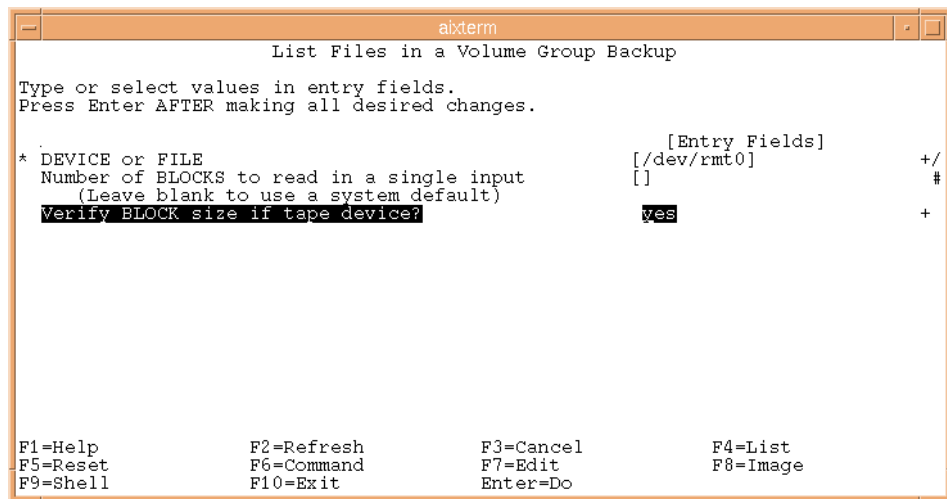 aixterm
List Files in a Volume Group Backup
Type or select values in entry fields.
Press Enter AFTER making all desired changes.
[Entry Fields]
* DEVICE or FILE [/dev/rmt0] +/
Number of BLOCKS to read in a single input [] #
(Leave blank to use a system default)
Verify BLOCK size if tape device? yes +
F1=Help F2=Refresh F3=Cancel F4=List
F5=Reset F6=Command F7=Edit F8=Image
F9=Shell F10=Exit Enter=Do